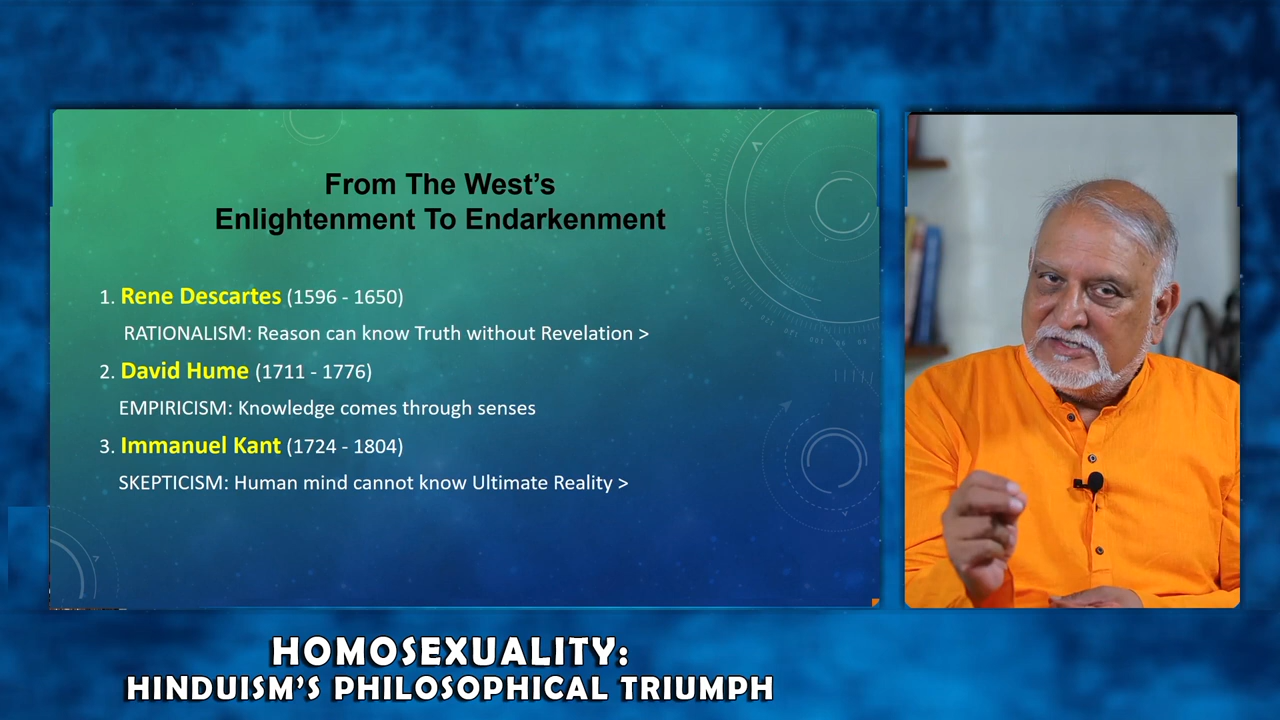 From The West's
Enlightenment To Endarkenment
1. Rene Descartes (1596 - 1650)
RATIONALISM: Reason can know Truth without Revelation >
2. David Hume (1711 - 1776)
EMPIRICISM: Knowledge comes through senses
3. Immanuel Kant (1724 - 1804)
SKEPTICISM: Human mind cannot know Ultimate Reality >
HOMOSEXUALITY:
HINDUISM'S PHILOSOPHICAL TRIUMPH